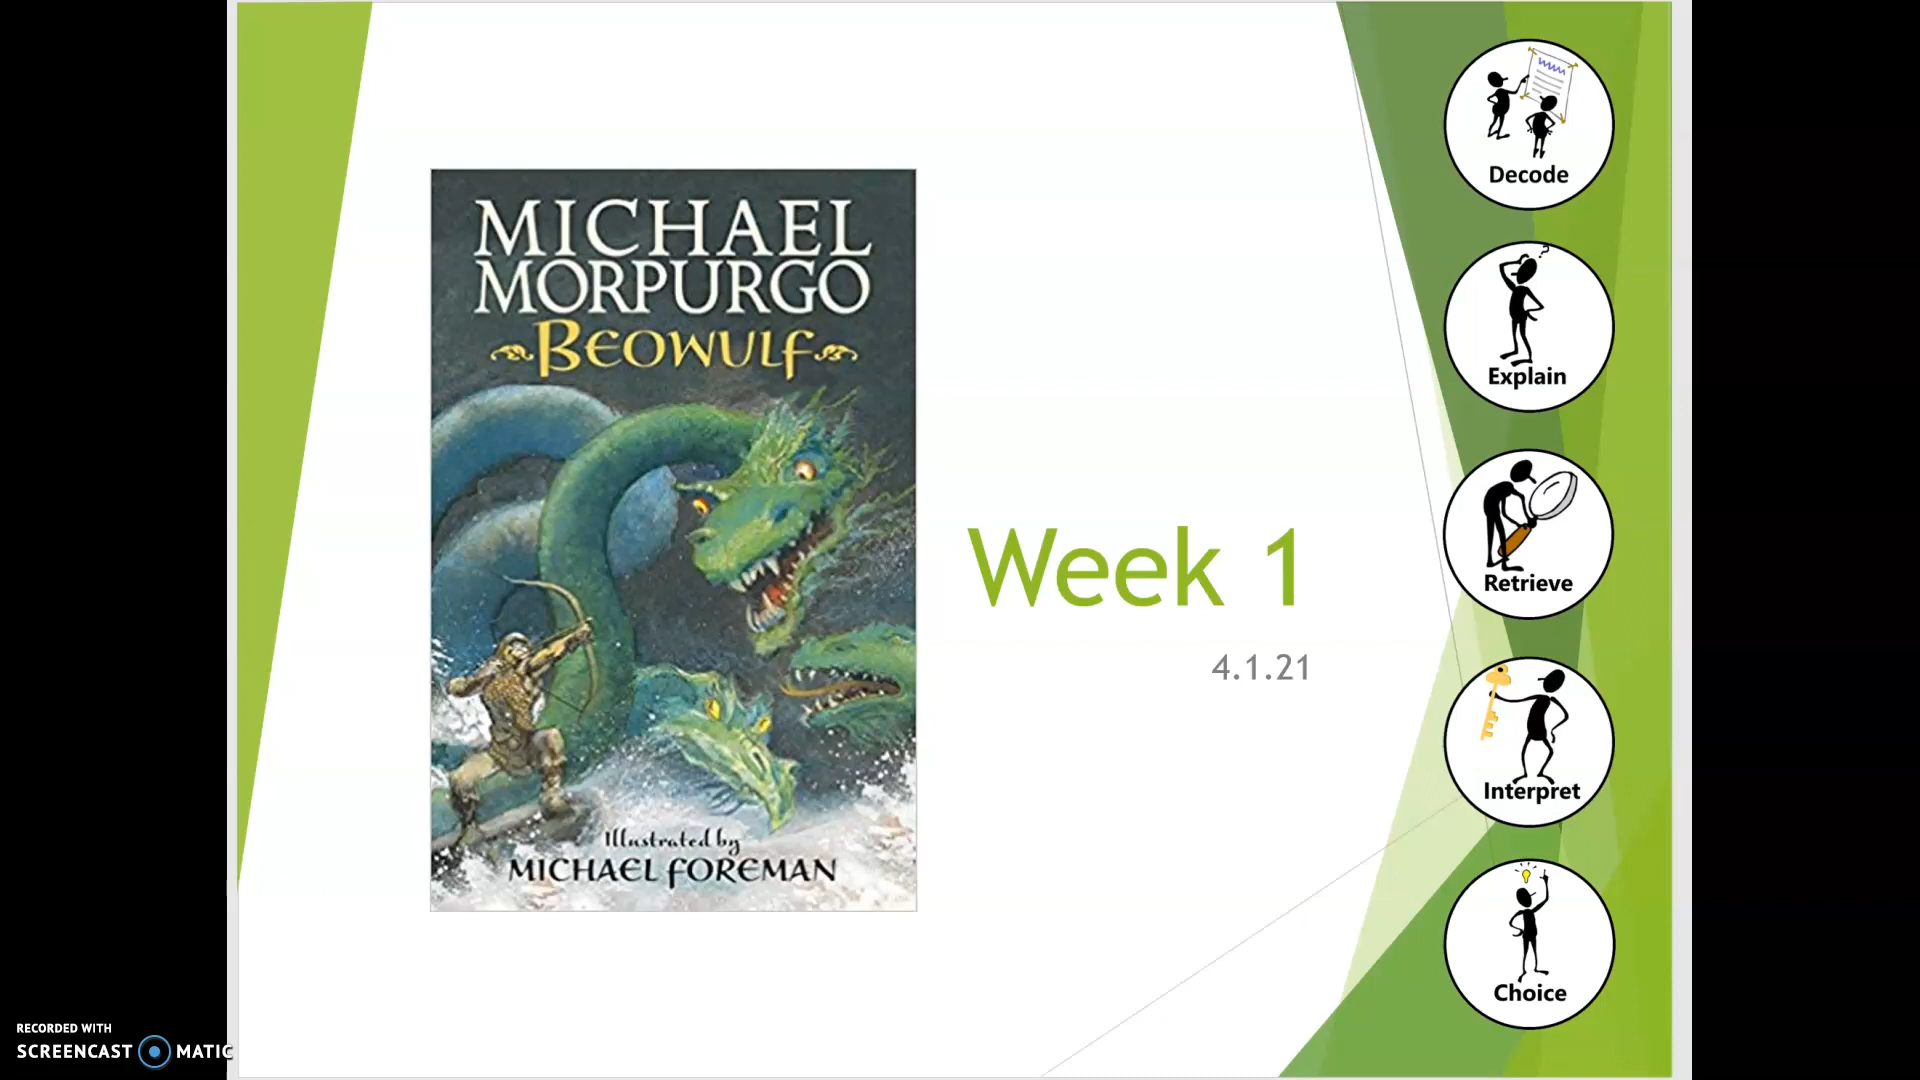 MICHAEL
MORPURGO
BEOWULF
Illustrated by
MICHAEL FOREMAN
Week 1
4.1.21
Decode
?
Explain
Retrieve
Interpret
Choice
RECORDED WITH
SCREENCAST MATIC